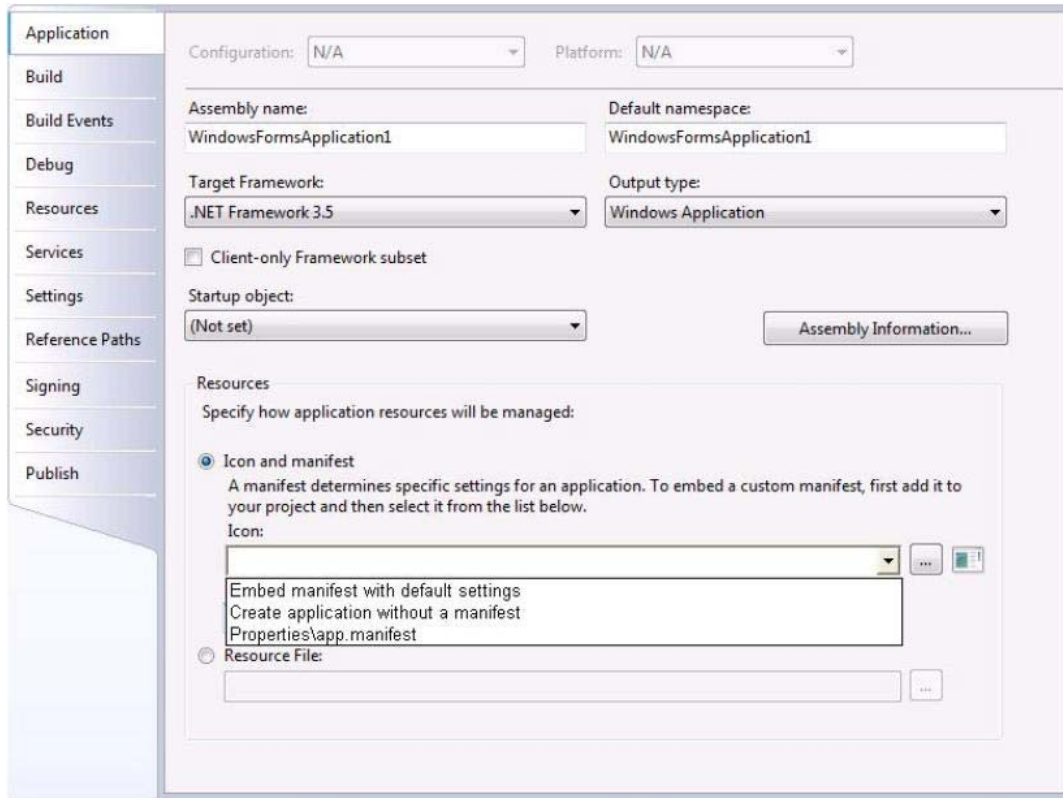 Application
Build
Build Events
Debug
Resources
Services
Settings
Reference Paths
Signing
Security
Publish
Configuration: N/A Platform: N/A
Assembly name: Default namespace:
WindowsFormsApplication1 WindowsFormsApplication1
Target Framework: Output type:
.NET Framework 3.5 Windows Application
Client-only Framework subset
Startup object:
(Not set) Assembly Information...
Resources
Specify how application resources will be managed:
Icon and manifest
A manifest determines specific settings for an application. To embed a custom manifest, first add it to
your project and then select it from the list below.
Icon:
...
Embed manifest with default settings
Create application without a manifest
Properties\app.manifest
Resource File:
...